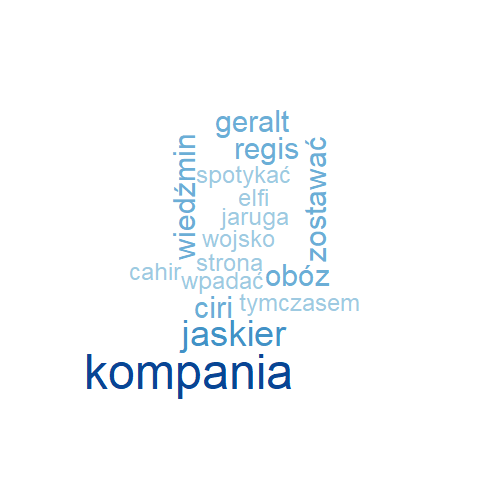 geralt
regis
wiedźmin
zostawać
spotykać
elfi
jaruga
wojsko
strona
cahir
wpadać
obóz
ciri
tymczasem
jaskier
kompania